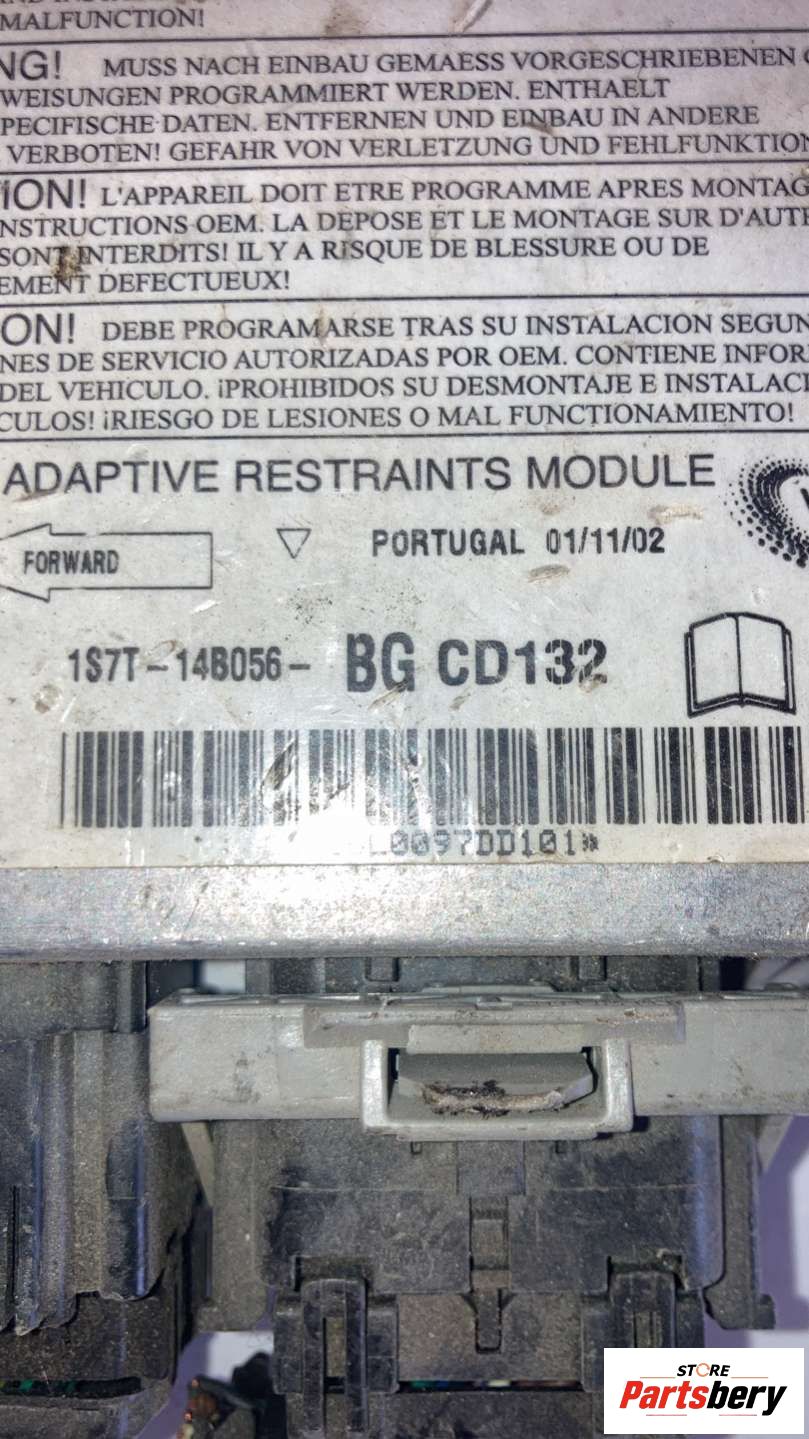 MALFUNCTION!
NG! MUSS NACH EINBAU GEMAESS VORGESCHRIEBENEN
WEISUNGEN PROGRAMMIERT WERDEN. ENTHAELT
PECIFISCHE DATEN. ENTFERNEN UND EINBAU IN ANDERE
VERBOTEN! GEFAHR VON VERLETZUNG UND FEHLFUNKTION
ION! L'APPAREIL DOIT ETRE PROGRAMME APRES MONTAG
NSTRUCTIONS OEM. LA DEPOSE ET LE MONTAGE SUR D'AUTE
SONT INTERDITS! IL Y A RISQUE DE BLESSURE OU DE
EMENT DEFECTUEUX!
ON! DEBE PROGRAMARSE TRAS SU INSTALACION SEGUN
NES DE SERVICIO AUTORIZADAS POR OEM. CONTIENE INFOR
DEL VEHICULO. ¡PROHIBIDOS SU DESMONTAJE E INSTALACI
CULOS! ¡RIESGO DE LESIONES O MAL FUNCTIONAMIENTO!
ADAPTIVE RESTRAINTS MODULE
FORWARD PORTUGAL 01/11/02
1S7T-14B056- BG CD132
L0097DD101
STORE
Partsbery